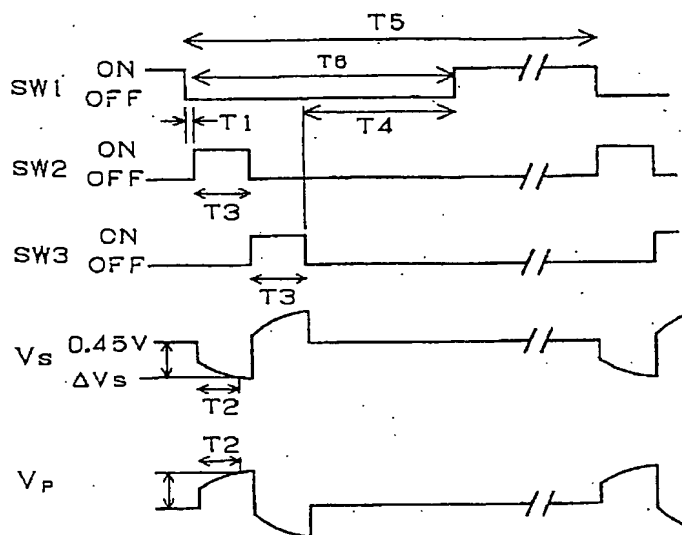 T5
T6
SW1 ON
OFF
T1
T4
SW2 ON
OFF
T3
SW3 ON
OFF
T3
Vs 0.45V
ΔVs
T2
T2
VP